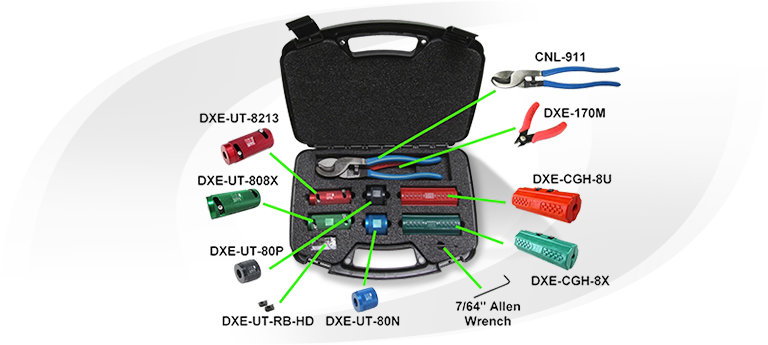 CNL-911
DXE-170M
DXE-UT-8213
DXE-UT-808X
DXE-CGH-8U
DXE-UT-80P
DXE-CGH-8X
DXE-UT-RB-HD
DXE-UT-80N
7/64" Allen
Wrench